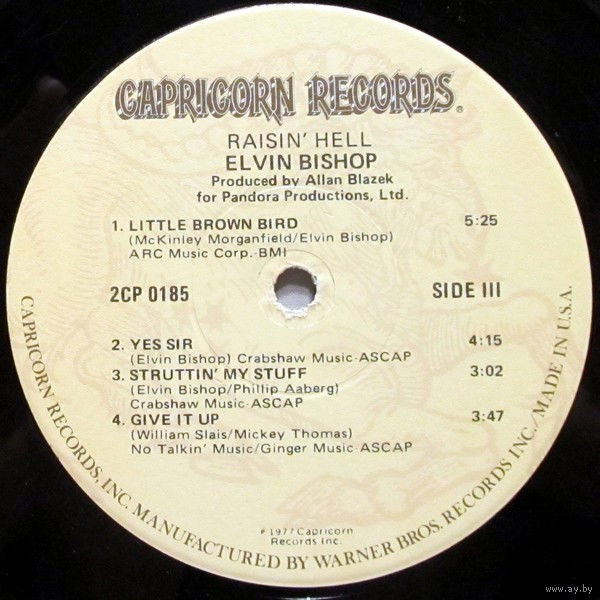 CAPRICORN RECORDS®
RAISIN' HELL
ELVIN BISHOP
Produced by Allan Blazek
for Pandora Productions, Ltd.
1. LITTLE BROWN BIRD 5:25
(McKinley Morganfield/Elvin Bishop)
ARC Music Corp.-BMI
2CP 0185 SIDE III
2. YES SIR 4:15
(Elvin Bishop) Crabshaw Music-ASCAP
3. STRUTTIN' MY STUFF 3:02
(Elvin Bishop/Phillip Aaberg)
Crabshaw Music-ASCAP
4. GIVE IT UP 3:47
(William Slais/Mickey Thomas)
No Talkin' Music/Ginger Music-ASCAP
℗ 1977 Capricorn
Records Inc.
CAPRICORN RECORDS, INC. MANUFACTURED BY WARNER BROS. RECORDS INC./MADE IN U.S.A.
www.ay.by